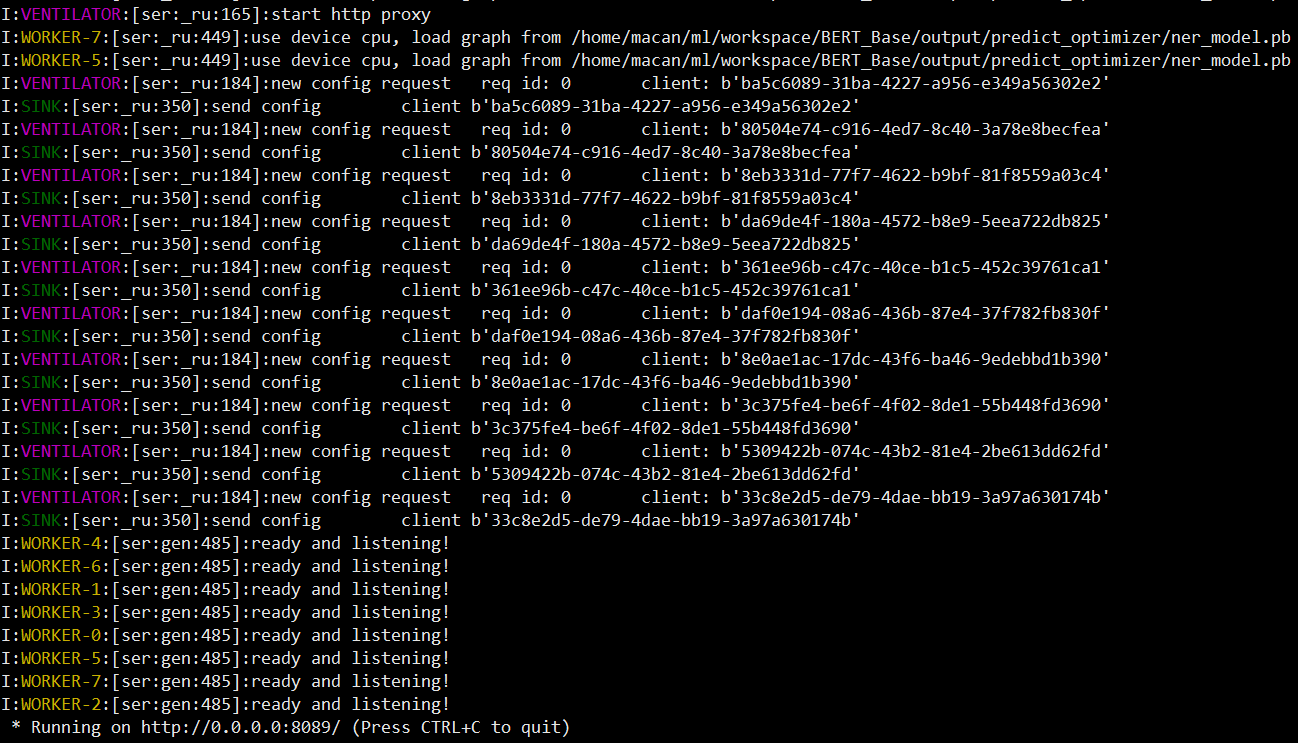 I:VENTILATOR:[ser:_ru:165]:start http proxy
I:WORKER-7:[ser:_ru:449]:use device cpu, load graph from /home/macan/ml/workspace/BERT_Base/output/predict_optimizer/ner_model.pb
I:WORKER-5:[ser:_ru:449]:use device cpu, load graph from /home/macan/ml/workspace/BERT_Base/output/predict_optimizer/ner_model.pb
I:VENTILATOR:[ser:_ru:184]:new config request   req id: 0       client: b'ba5c6089-31ba-4227-a956-e349a56302e2'
I:SINK:[ser:_ru:350]:send config        client b'ba5c6089-31ba-4227-a956-e349a56302e2'
I:VENTILATOR:[ser:_ru:184]:new config request   req id: 0       client: b'80504e74-c916-4ed7-8c40-3a78e8becfea'
I:SINK:[ser:_ru:350]:send config        client b'80504e74-c916-4ed7-8c40-3a78e8becfea'
I:VENTILATOR:[ser:_ru:184]:new config request   req id: 0       client: b'8eb3331d-77f7-4622-b9bf-81f8559a03c4'
I:SINK:[ser:_ru:350]:send config        client b'8eb3331d-77f7-4622-b9bf-81f8559a03c4'
I:VENTILATOR:[ser:_ru:184]:new config request   req id: 0       client: b'da69de4f-180a-4572-b8e9-5eea722db825'
I:SINK:[ser:_ru:350]:send config        client b'da69de4f-180a-4572-b8e9-5eea722db825'
I:VENTILATOR:[ser:_ru:184]:new config request   req id: 0       client: b'361ee96b-c47c-40ce-b1c5-452c39761ca1'
I:SINK:[ser:_ru:350]:send config        client b'361ee96b-c47c-40ce-b1c5-452c39761ca1'
I:VENTILATOR:[ser:_ru:184]:new config request   req id: 0       client: b'daf0e194-08a6-436b-87e4-37f782fb830f'
I:SINK:[ser:_ru:350]:send config        client b'daf0e194-08a6-436b-87e4-37f782fb830f'
I:VENTILATOR:[ser:_ru:184]:new config request   req id: 0       client: b'8e0ae1ac-17dc-43f6-ba46-9edebbd1b390'
I:SINK:[ser:_ru:350]:send config        client b'8e0ae1ac-17dc-43f6-ba46-9edebbd1b390'
I:VENTILATOR:[ser:_ru:184]:new config request   req id: 0       client: b'3c375fe4-be6f-4f02-8de1-55b448fd3690'
I:SINK:[ser:_ru:350]:send config        client b'3c375fe4-be6f-4f02-8de1-55b448fd3690'
I:VENTILATOR:[ser:_ru:184]:new config request   req id: 0       client: b'5309422b-074c-43b2-81e4-2be613dd62fd'
I:SINK:[ser:_ru:350]:send config        client b'5309422b-074c-43b2-81e4-2be613dd62fd'
I:VENTILATOR:[ser:_ru:184]:new config request   req id: 0       client: b'33c8e2d5-de79-4dae-bb19-3a97a630174b'
I:SINK:[ser:_ru:350]:send config        client b'33c8e2d5-de79-4dae-bb19-3a97a630174b'
I:WORKER-4:[ser:gen:485]:ready and listening!
I:WORKER-6:[ser:gen:485]:ready and listening!
I:WORKER-1:[ser:gen:485]:ready and listening!
I:WORKER-3:[ser:gen:485]:ready and listening!
I:WORKER-0:[ser:gen:485]:ready and listening!
I:WORKER-5:[ser:gen:485]:ready and listening!
I:WORKER-7:[ser:gen:485]:ready and listening!
I:WORKER-2:[ser:gen:485]:ready and listening!
 * Running on http://0.0.0.0:8089/ (Press CTRL+C to quit)